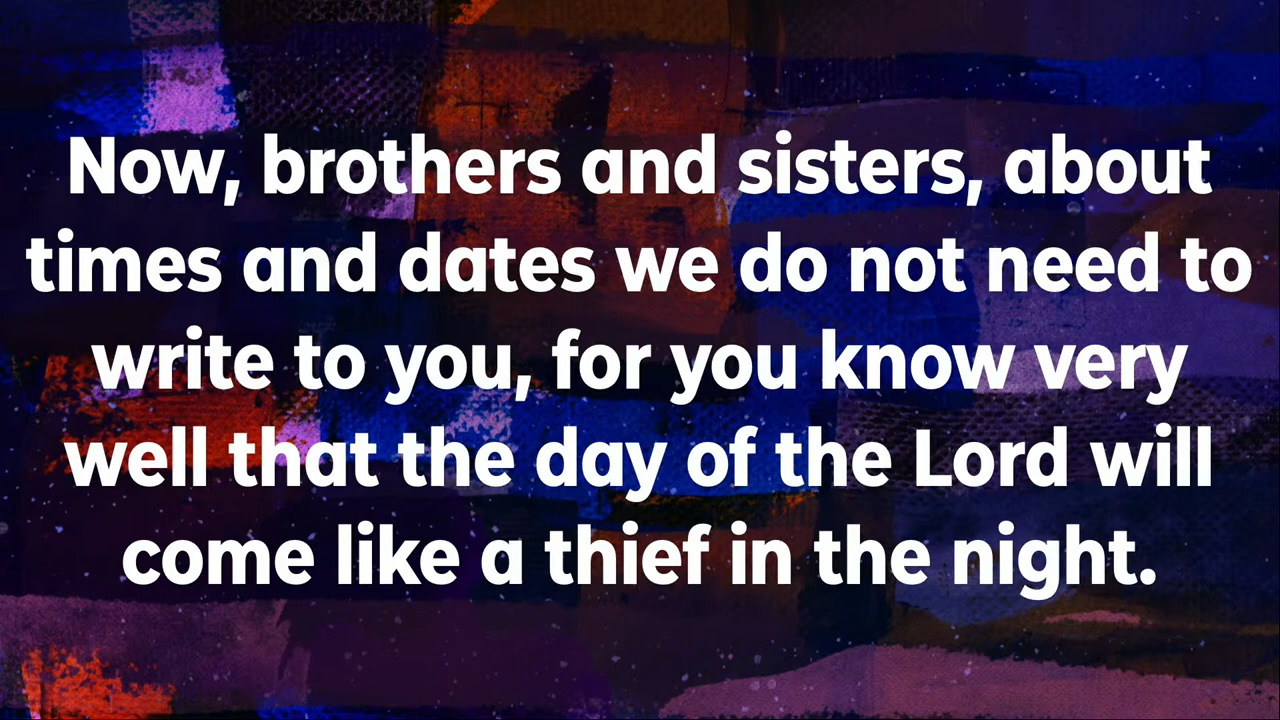 Now, brothers and sisters, about
times and dates we do not need to
write to you, for you know very
well that the day of the Lord will
come like a thief in the night.